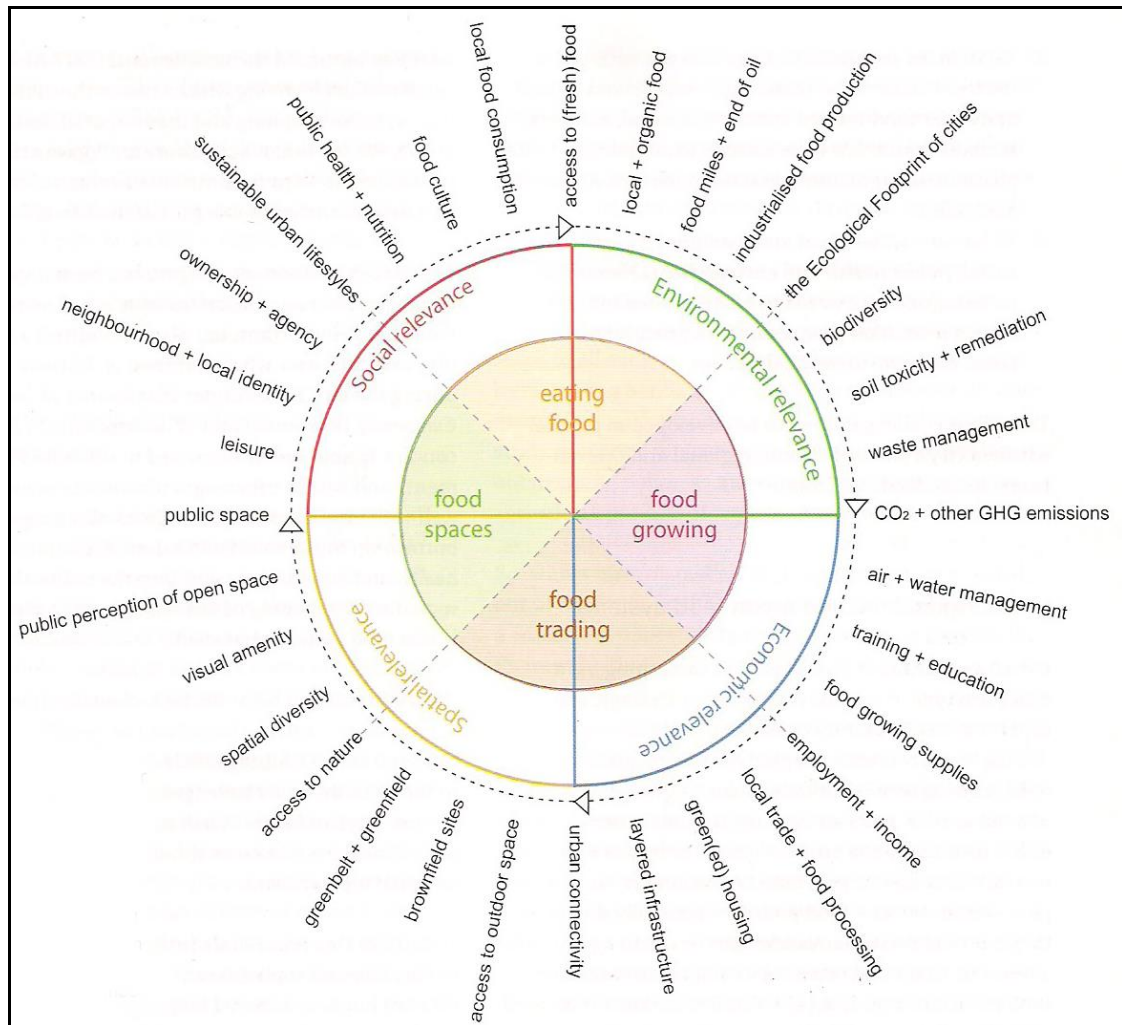 access to (fresh) food
local + organic food
food miles + end of oil
industrialised food production
the Ecological Footprint of cities
biodiversity
soil toxicity + remediation
waste management
CO₂ + other GHG emissions
air + water management
training + education
food growing supplies
employment + income
local trade + food processing
green(ed) housing
layered infrastructure
urban connectivity
access to outdoor space
brownfield sites
greenbelt + greenfield
access to nature
spatial diversity
visual amenity
public perception of open space
public space
leisure
neighbourhood + local identity
ownership + agency
sustainable urban lifestyles
public health + nutrition
food culture
local food consumption
Social relevance
Environmental relevance
Economic relevance
Spatial relevance
eating
food
food
growing
food
trading
food
spaces